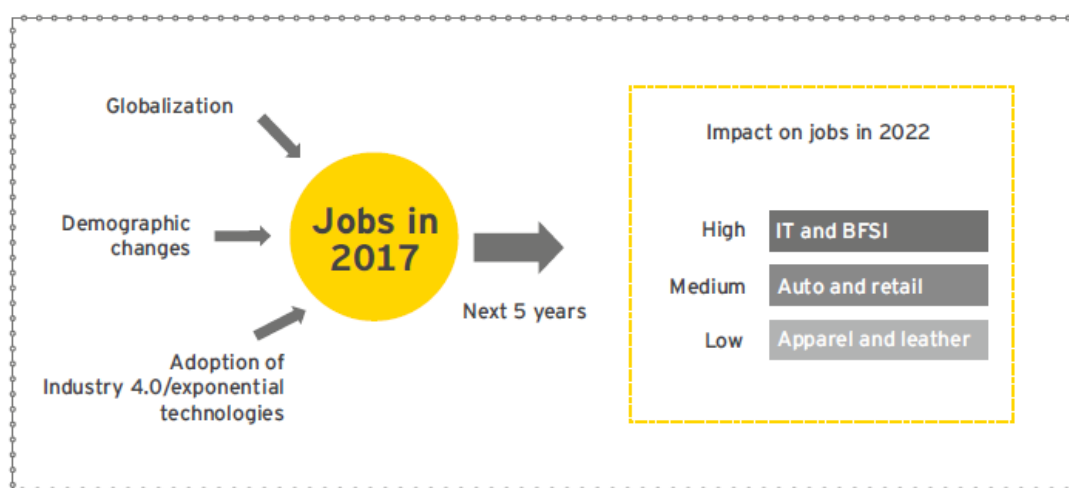 Globalization
Demographic
changes
Adoption of
Industry 4.0/exponential
technologies
Jobs in
2017
Next 5 years
Impact on jobs in 2022
High IT and BFSI
Medium Auto and retail
Low Apparel and leather